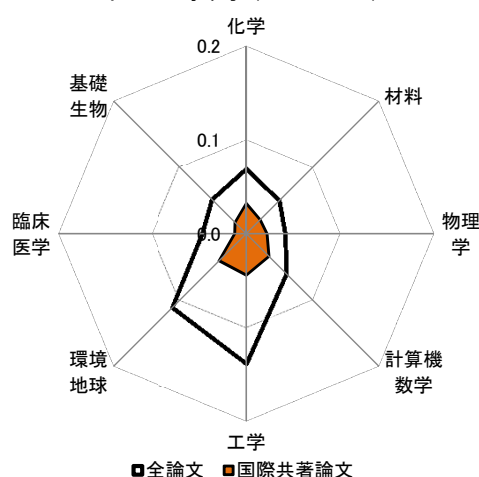 化学
0.2
基礎
生物
材料
0.1
臨床
医学
0.0
物理
学
環境
地球
計算機
数学
工学
全論文 国際共著論文